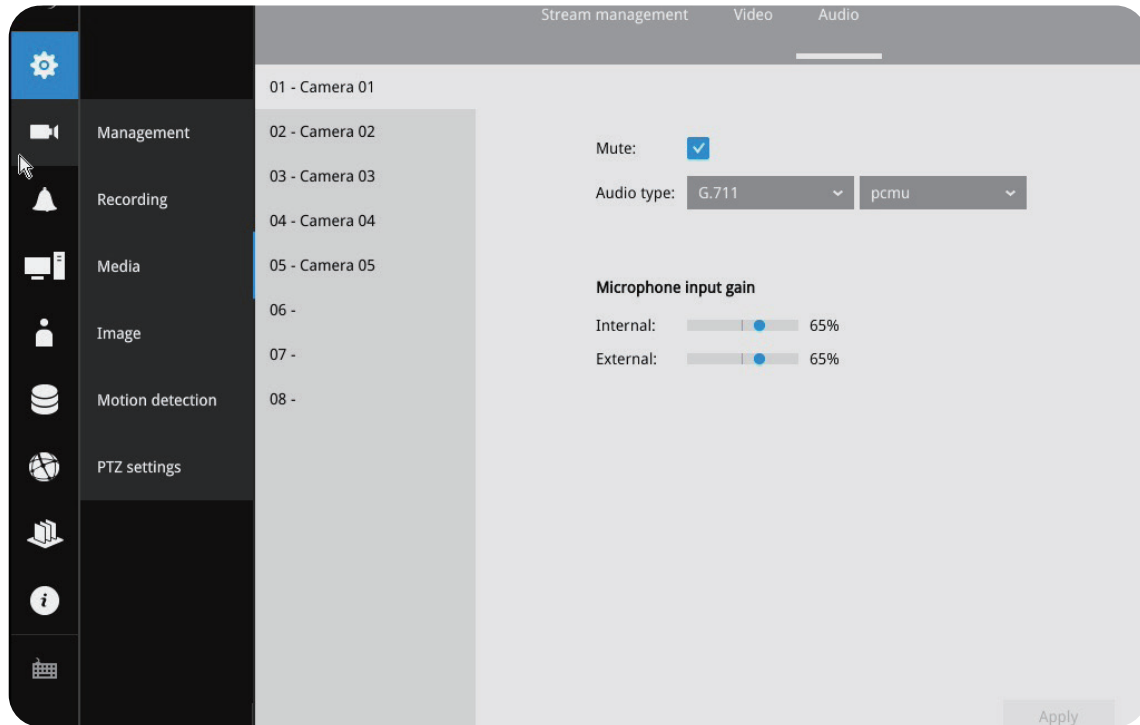 Stream management Video Audio
01 - Camera 01
02 - Camera 02
03 - Camera 03
04 - Camera 04
05 - Camera 05
06 -
07 -
08 -
Management
Recording
Media
Image
Motion detection
PTZ settings
Mute:
Audio type: G.711 pcmu
Microphone input gain
Internal: 65%
External: 65%
Apply